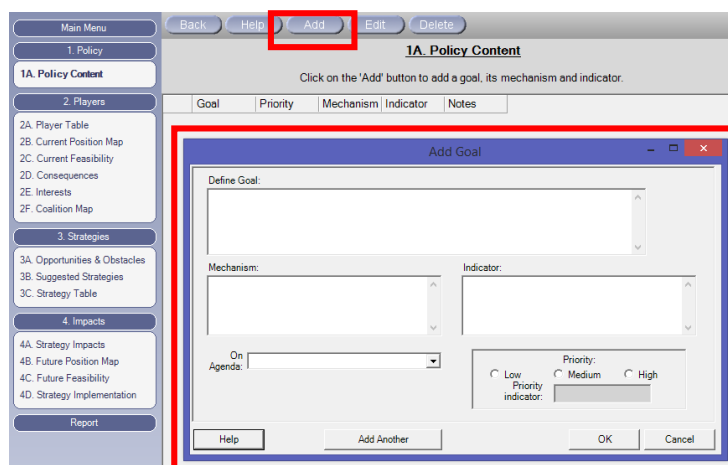 Main Menu
1. Policy
1A. Policy Content
2. Players
2A. Player Table
2B. Current Position Map
2C. Current Feasibility
2D. Consequences
2E. Interests
2F. Coalition Map
3. Strategies
3A. Opportunities & Obstacles
3B. Suggested Strategies
3C. Strategy Table
4. Impacts
4A. Strategy Impacts
4B. Future Position Map
4C. Future Feasibility
4D. Strategy Implementation
Report
Back Help Add Edit Delete
1A. Policy Content
Click on the 'Add' button to add a goal, its mechanism and indicator.
Goal Priority Mechanism Indicator Notes
Add Goal
Define Goal:
Mechanism: Indicator:
On
Agenda:
Priority:
Low Medium High
Priority
indicator:
Help Add Another OK Cancel